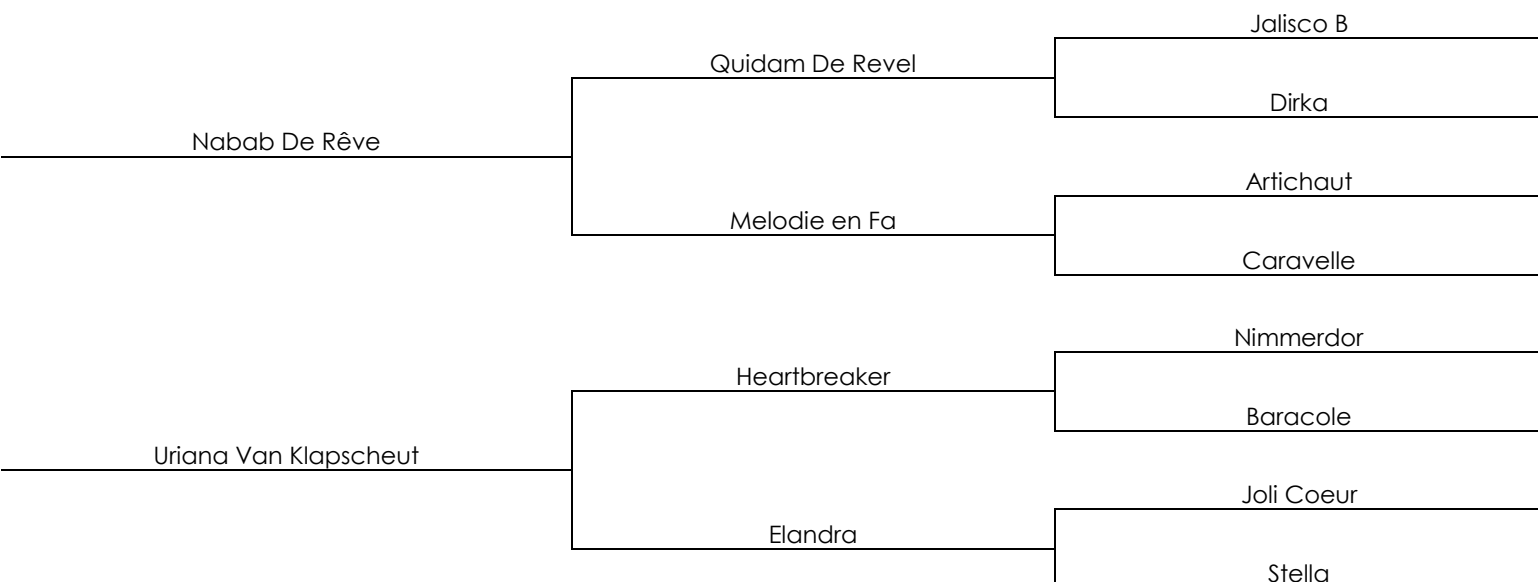 Jalisco B
Quidam De Revel
Dirka
Nabab De Rêve
Artichaut
Melodie en Fa
Caravelle
Nimmerdor
Heartbreaker
Baracole
Uriana Van Klapscheut
Joli Coeur
Elandra
Stella